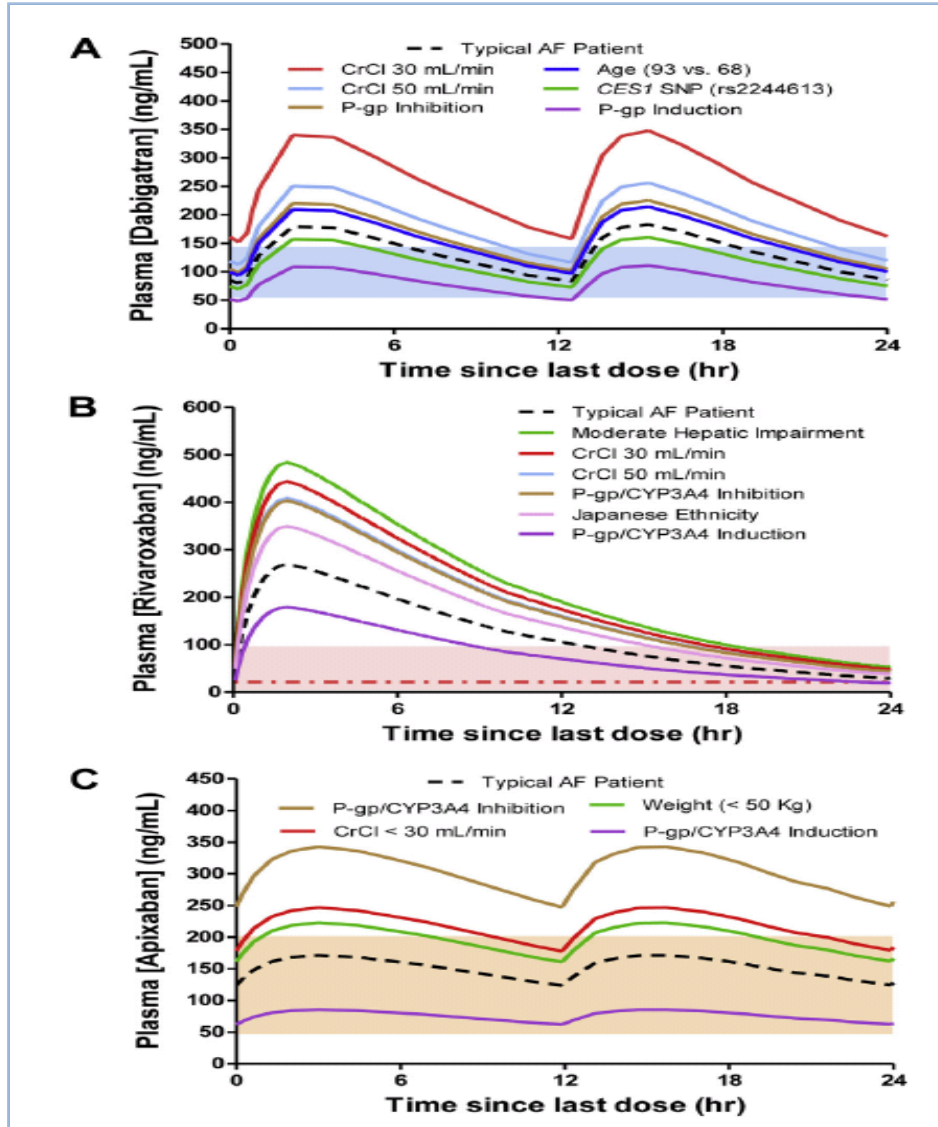 A
Typical AF Patient
CrCl 30 mL/min
Age (93 vs. 68)
CrCl 50 mL/min
CES1 SNP (rs2244613)
P-gp Inhibition
P-gp Induction
Plasma [Dabigatran] (ng/mL)
500
450
400
350
300
250
200
150
100
50
0
0 6 12 18 24
Time since last dose (hr)
B
Typical AF Patient
Moderate Hepatic Impairment
CrCl 30 mL/min
CrCl 50 mL/min
P-gp/CYP3A4 Inhibition
Japanese Ethnicity
P-gp/CYP3A4 Induction
Plasma [Rivaroxaban] (ng/mL)
600
500
400
300
200
100
0
0 6 12 18 24
Time since last dose (hr)
C
Typical AF Patient
P-gp/CYP3A4 Inhibition
Weight (< 50 Kg)
CrCl < 30 mL/min
P-gp/CYP3A4 Induction
Plasma [Apixaban] (ng/mL)
450
400
350
300
250
200
150
100
50
0
0 6 12 18 24
Time since last dose (hr)